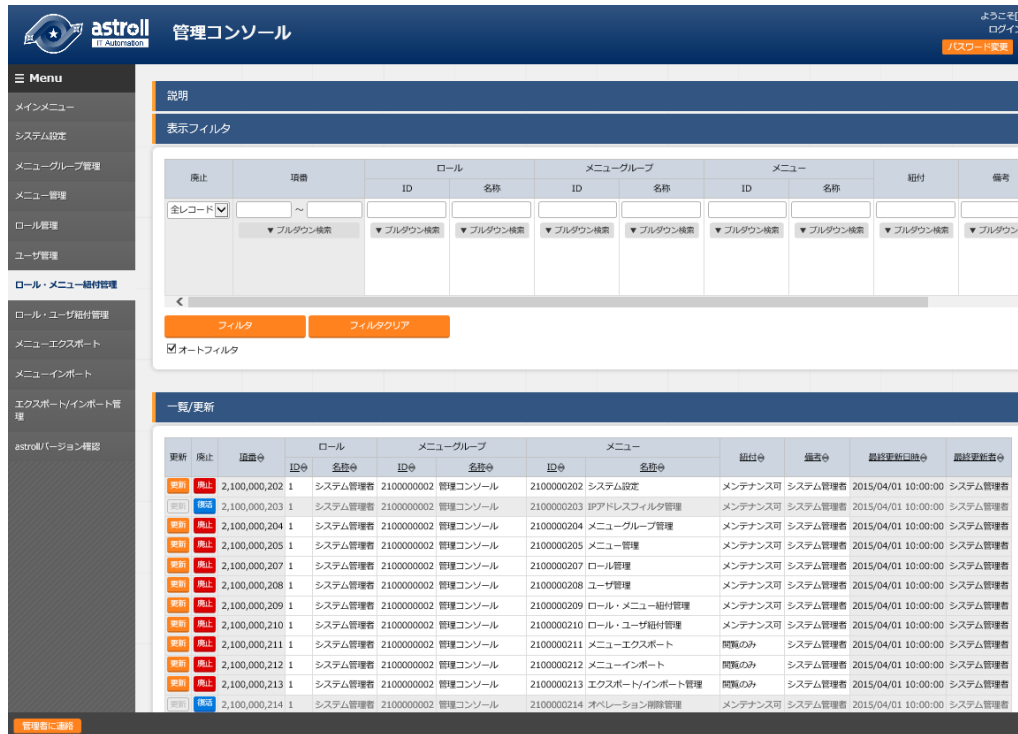 astroll
IT Automation
管理コンソール
ようこそ[
ログイン
パスワード変更
☰ Menu
メインメニュー
システム設定
メニューグループ管理
メニュー管理
ロール管理
ユーザ管理
ロール・メニュー紐付管理
ロール・ユーザ紐付管理
メニューエクスポート
メニューインポート
エクスポート/インポート管
理
astrollバージョン確認
説明
表示フィルタ
廃止 項番 ロール メニューグループ メニュー 紐付 備考
ID 名称 ID 名称 ID 名称
全レコード ～
▼ プルダウン検索 ▼ プルダウン検索 ▼ プルダウン検索 ▼ プルダウン検索 ▼ プルダウン検索 ▼ プルダウン検索 ▼ プルダウン検索 ▼ プルダウン検索 ▼ プルダウン
フィルタ フィルタクリア
オートフィルタ
一覧/更新
更新 廃止 項番 ロール メニューグループ メニュー 紐付 備考 最終更新日時 最終更新者
ID 名称 ID 名称 ID 名称
更新 廃止 2,100,000,202 1 システム管理者 2100000002 管理コンソール 2100000202 システム設定 メンテナンス可 システム管理者 2015/04/01 10:00:00 システム管理者
更新 復活 2,100,000,203 1 システム管理者 2100000002 管理コンソール 2100000203 IPアドレスフィルタ管理 メンテナンス可 システム管理者 2015/04/01 10:00:00 システム管理者
更新 廃止 2,100,000,204 1 システム管理者 2100000002 管理コンソール 2100000204 メニューグループ管理 メンテナンス可 システム管理者 2015/04/01 10:00:00 システム管理者
更新 廃止 2,100,000,205 1 システム管理者 2100000002 管理コンソール 2100000205 メニュー管理 メンテナンス可 システム管理者 2015/04/01 10:00:00 システム管理者
更新 廃止 2,100,000,207 1 システム管理者 2100000002 管理コンソール 2100000207 ロール管理 メンテナンス可 システム管理者 2015/04/01 10:00:00 システム管理者
更新 廃止 2,100,000,208 1 システム管理者 2100000002 管理コンソール 2100000208 ユーザ管理 メンテナンス可 システム管理者 2015/04/01 10:00:00 システム管理者
更新 廃止 2,100,000,209 1 システム管理者 2100000002 管理コンソール 2100000209 ロール・メニュー紐付管理 メンテナンス可 システム管理者 2015/04/01 10:00:00 システム管理者
更新 廃止 2,100,000,210 1 システム管理者 2100000002 管理コンソール 2100000210 ロール・ユーザ紐付管理 メンテナンス可 システム管理者 2015/04/01 10:00:00 システム管理者
更新 廃止 2,100,000,211 1 システム管理者 2100000002 管理コンソール 2100000211 メニューエクスポート 閲覧のみ システム管理者 2015/04/01 10:00:00 システム管理者
更新 廃止 2,100,000,212 1 システム管理者 2100000002 管理コンソール 2100000212 メニューインポート 閲覧のみ システム管理者 2015/04/01 10:00:00 システム管理者
更新 廃止 2,100,000,213 1 システム管理者 2100000002 管理コンソール 2100000213 エクスポート/インポート管理 閲覧のみ システム管理者 2015/04/01 10:00:00 システム管理者
更新 復活 2,100,000,214 1 システム管理者 2100000002 管理コンソール 2100000214 オペレーション削除管理 メンテナンス可 システム管理者 2015/04/01 10:00:00 システム管理者
管理者に連絡